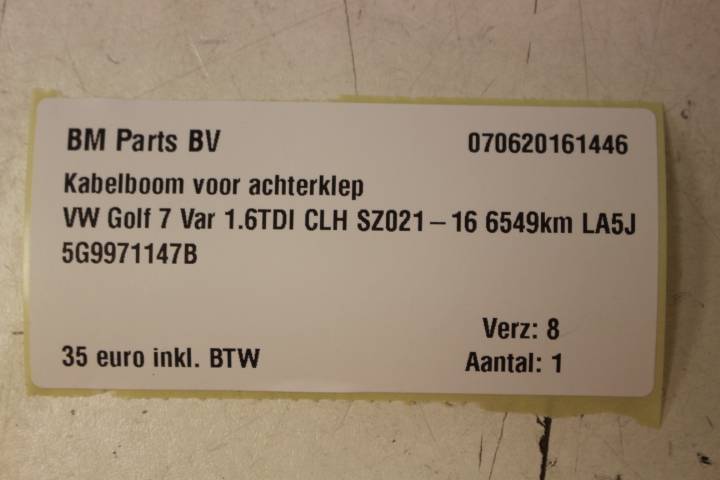 BM Parts BV 070620161446
Kabelboom voor achterklep
VW Golf 7 Var 1.6TDI CLH SZ021-16 6549km LA5J
5G9971147B
Verz: 8
35 euro inkl. BTW Aantal: 1